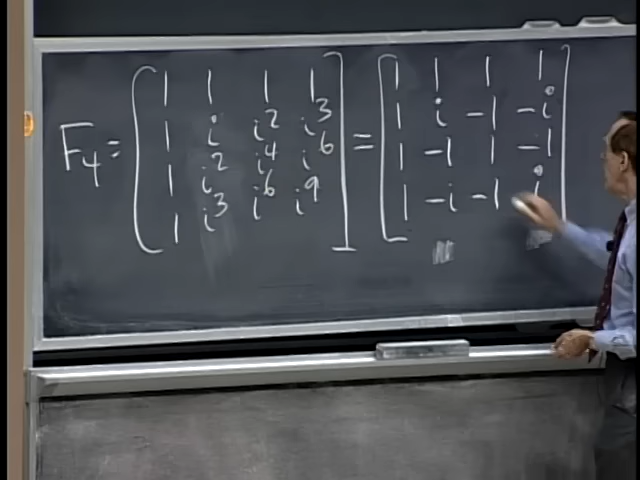 1 1 1 1 1 1 1 1
F₄= 1 i i² i³ = 1 i -1 -i
1 i² i⁴ i⁶ 1 -1 1 -1
1 i³ i⁶ i⁹ 1 -i -1 i